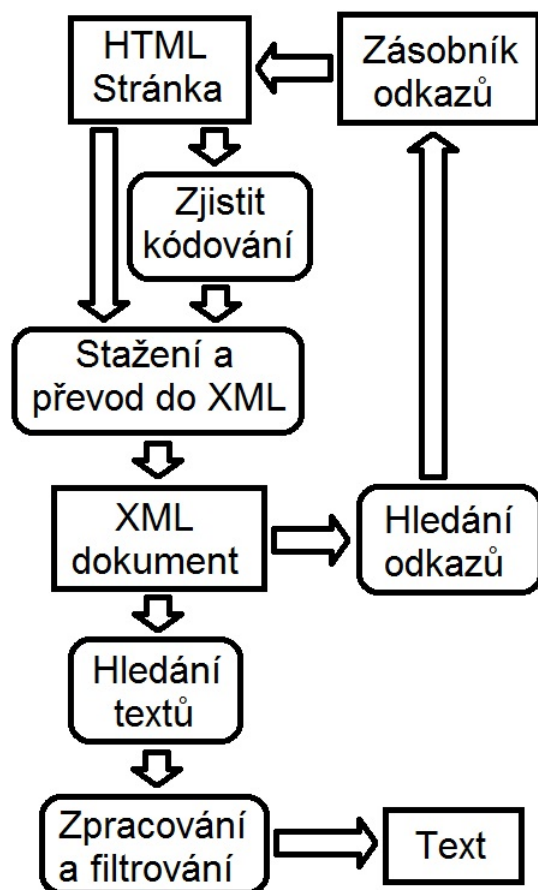 HTML
Stránka
Zásobník
odkazů
Zjistit
kódování
Stažení a
převod do XML
XML
dokument
Hledání
odkazů
Hledání
textů
Zpracování
a filtrování
Text